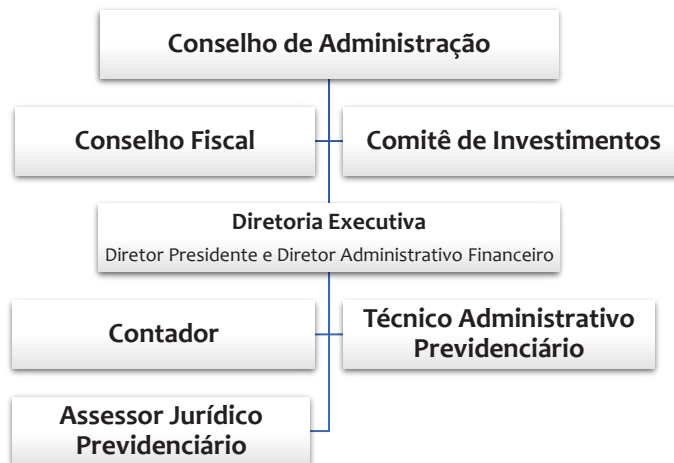 Conselho de Administração
Conselho Fiscal
Comitê de Investimentos
Diretoria Executiva
Diretor Presidente e Diretor Administrativo Financeiro
Contador
Técnico Administrativo
Previdenciário
Assessor Jurídico
Previdenciário